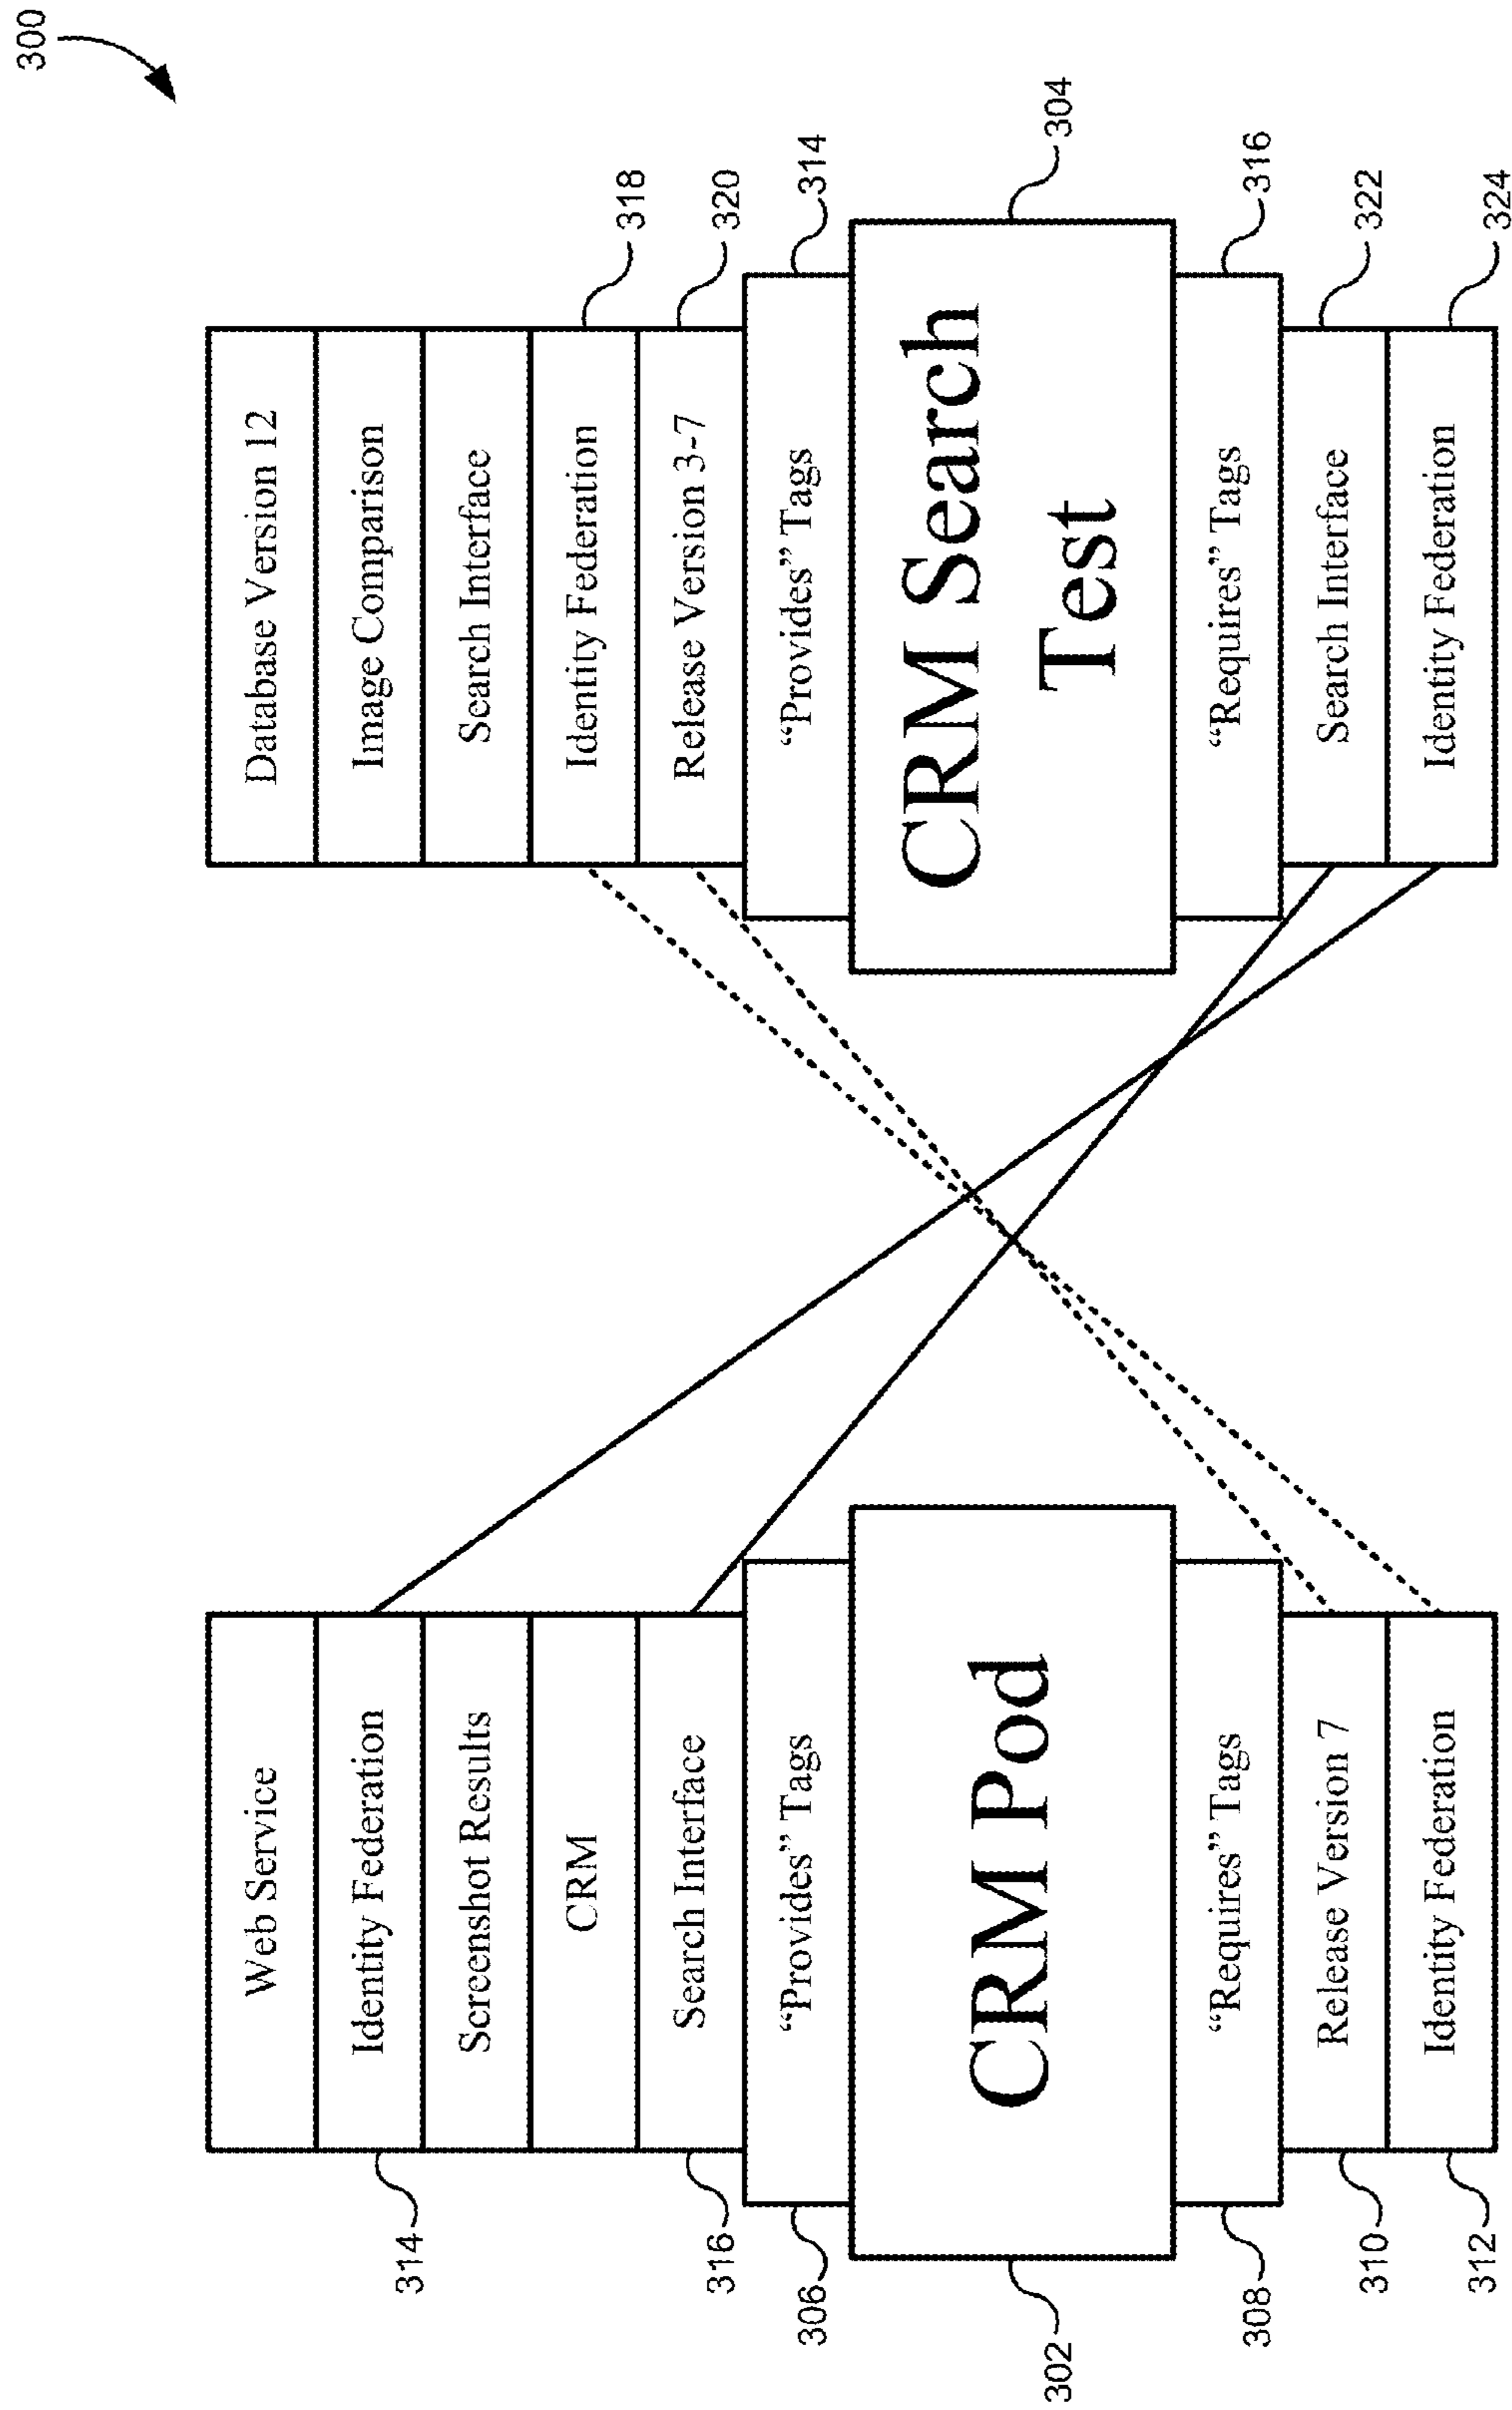 300
Web Service
314
Identity Federation
Screenshot Results
CRM
316
Search Interface
306
“Provides” Tags
302
CRM Pod
308
“Requires” Tags
310
Release Version 7
312
Identity Federation
Database Version 12
Image Comparison
Search Interface
Identity Federation
318
Release Version 3-7
320
“Provides” Tags
314
CRM Search
Test
304
“Requires” Tags
316
Search Interface
322
Identity Federation
324